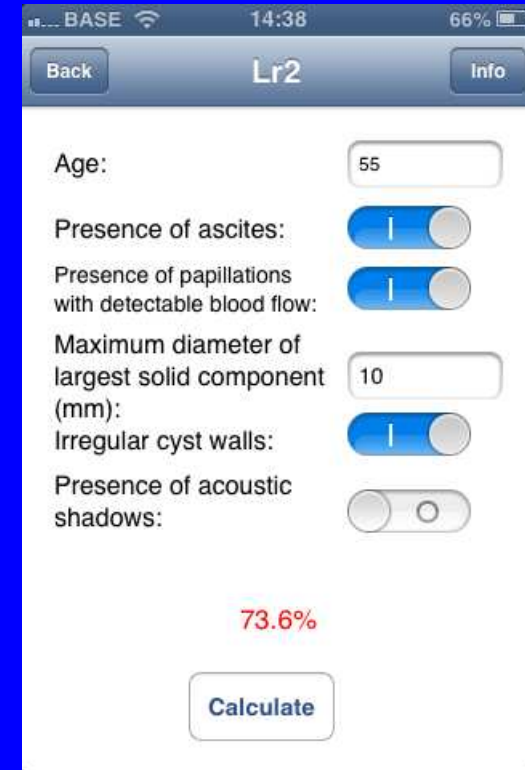 ... BASE 14:38 66%
Back Lr2 Info
Age: 55
Presence of ascites: I
Presence of papillations
with detectable blood flow: I
Maximum diameter of
largest solid component 10
(mm):
Irregular cyst walls: I
Presence of acoustic
shadows: O
73.6%
Calculate